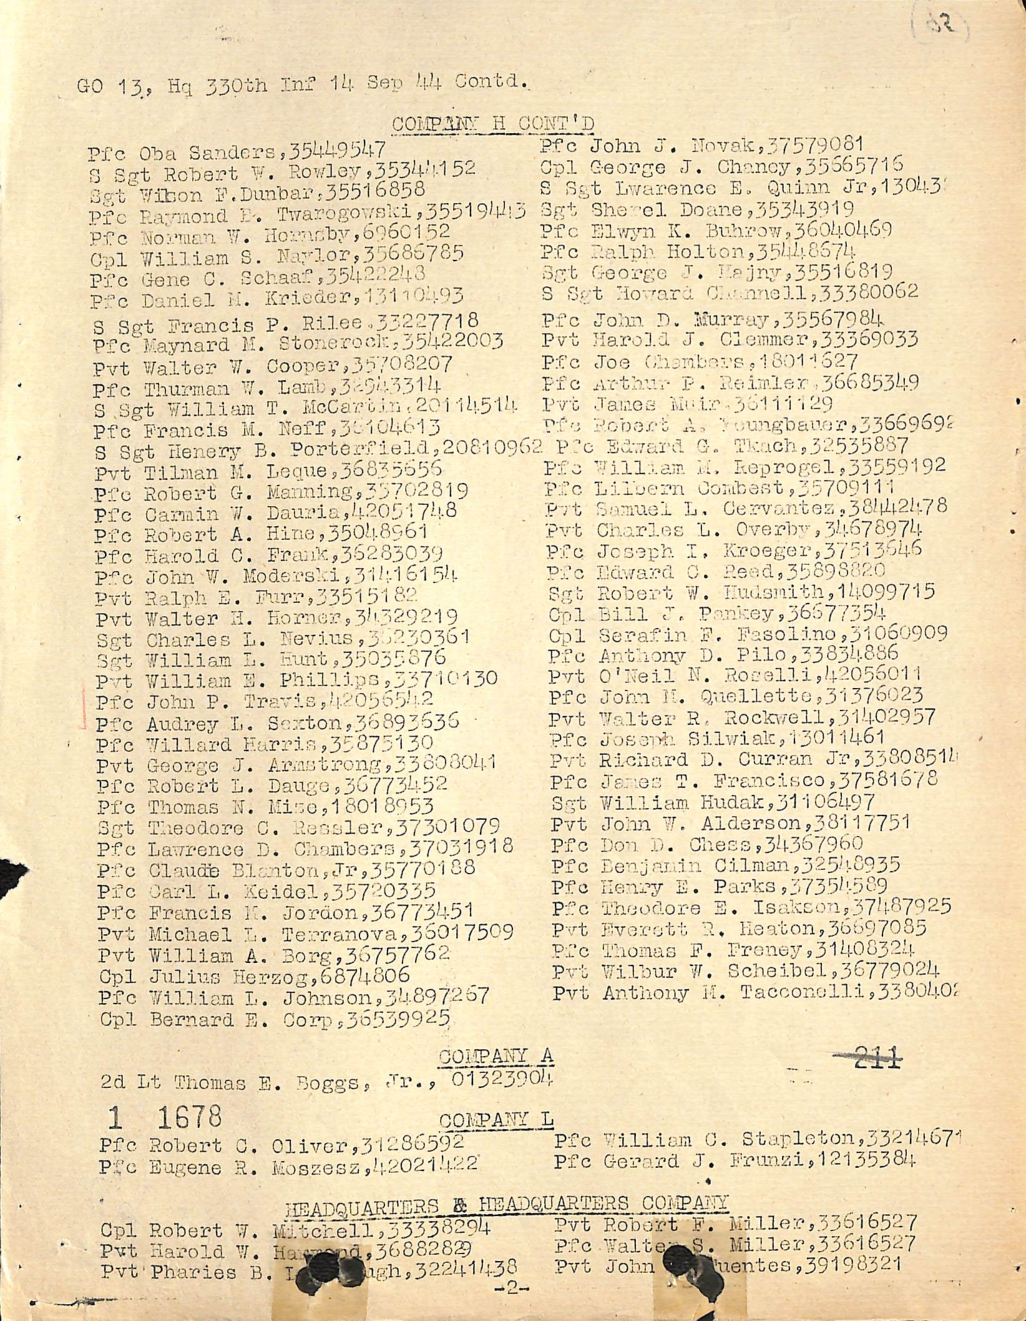 (62)
GO 13, Hq 330th Inf 14 Sep 44 Contd.
COMPANY H CONT'D
Pfc Oba Sanders,35449547
S Sgt Robert W. Rowley,35344152
Sgt Wilson F.Dunbar,35516858
Pfc Raymond E. Twarogowski,35519443
Pfc Norman W. Hornsby,6960152
Cpl William S. Naylor,35686785
Pfc Gene C. Schaaf,35422248
Pfc Daniel M. Krieder,13110493
S Sgt Francis P. Rilee,33227718
Pfc Maynard M. Stonerock,35422003
Pvt Walter W. Cooper,35708207
Pfc Thurman W. Lamb,
S Sgt William T. McCartin,20114514
Pfc Francis M. Neff,36104613
S Sgt Henery B. Porterfield,20810962
Pvt Tilman M. Leque,36835656
Pfc Robert G. Manning,35702819
Pfc Carmin W. Dauria,42051748
Pfc Robert A. Hine,35048961
Pfc Harold C. Frank,36283039
Pfc John W. Moderski,31416154
Pvt Ralph E. Furr,33515182
Pvt Walter H. Horner,34329219
Sgt Charles L. Nevius,36230361
Sgt William L. Hunt,35035876
Pvt William E. Phillips,33710130
Pfc John P. Travis,42056542
Pfc Audrey L. Sexton,36893636
Pfc Willard Harris,35875130
Pvt George J. Armstrong,33808041
Pfc Robert L. Dauge,36773452
Pfc Thomas N. Mise,18018953
Sgt Theodore C. Ressler,37301079
Pfc Lawrence D. Chambers,37031918
Pfc Claude Blanton,Jr,35770188
Pfc Carl L. Keidel,35720335
Pfc Francis M. Jordon,36773451
Pvt Michael L. Terranova,36017509
Pvt William A. Borg,36757762
Cpl Julius Herzog,6874806
Pfc William L. Johnson,34897267
Cpl Bernard E. Corp,36539925
Pfc John J. Novak,37579081
Cpl George J. Chancy,35665716
S Sgt Lwarence E. Quinn Jr,13043
Sgt Sherel Doane,35343919
Pfc Elwyn K. Buhrow,36040469
Pfc Ralph Holton,35448674
Sgt George J. Hajny,35516819
S Sgt Howard Channell,33380062
Pfc John D. Murray,35567984
Pvt Harold J. Clemmer,33369033
Pfc Joe Chambers,18011627
Pfc Arthur P. Reimler,36685349
Pvt James Muir,36111129
Pfc Robert A. Youngbauer,33669692
Pfc Edward G. Tkach,32535887
Pfc William M. Reprogel,33559192
Pfc Lilbern Combest,35709111
Pvt Samuel L. Cervantez,38442478
Pvt Charles L. Overby,34678974
Pfc Joseph I. Kroeger,37513646
Pfc Edward C. Reed,35898820
Sgt Robert W. Hudsmith,14099715
Cpl Bill J. Pankey,36677354
Cpl Serafin F. Fasolino,31060909
Pfc Anthony D. Pilo,33834886
Pvt O'Neil N. Roselli,42056011
Pfc John H. Quellette,31376023
Pvt Walter R. Rockwell,31402957
Pfc Joseph Silwiak,13011461
Pvt Richard D. Curran Jr,33808514
Pfc James T. Francisco,37581678
Sgt William Hudak,31106497
Pvt John W. Alderson,38117751
Pfc Don D. Chess,34367960
Pfc Benjamin Cilman,32548935
Pfc Henry E. Parks,37354589
Pfc Theodore E. Isakson,37487925
Pvt Everett R. Heaton,36697085
Pfc Thomas F. Freney,31408324
Pvt Wilbur W. Scheibel,36779024
Pvt Anthony M. Tacconelli,3380402
COMPANY A
211
2d Lt Thomas E. Boggs, Jr., 01323904
1 1678
COMPANY L
Pfc Robert C. Oliver,31286592
Pfc Eugene R. Moszesz,42021422
Pfc William C. Stapleton,33214671
Pfc Gerard J. Frunzi,12135384
HEADQUARTERS & HEADQUARTERS COMPANY
Cpl Robert W. Mitchell,33338294
Pvt Harold W. Hammond,36882829
Pvt Pharies B.
,32241438
Pvt Robert F. Miller,33616527
Pfc Walter S. Miller,33616527
Pvt John
,39198321
-2-